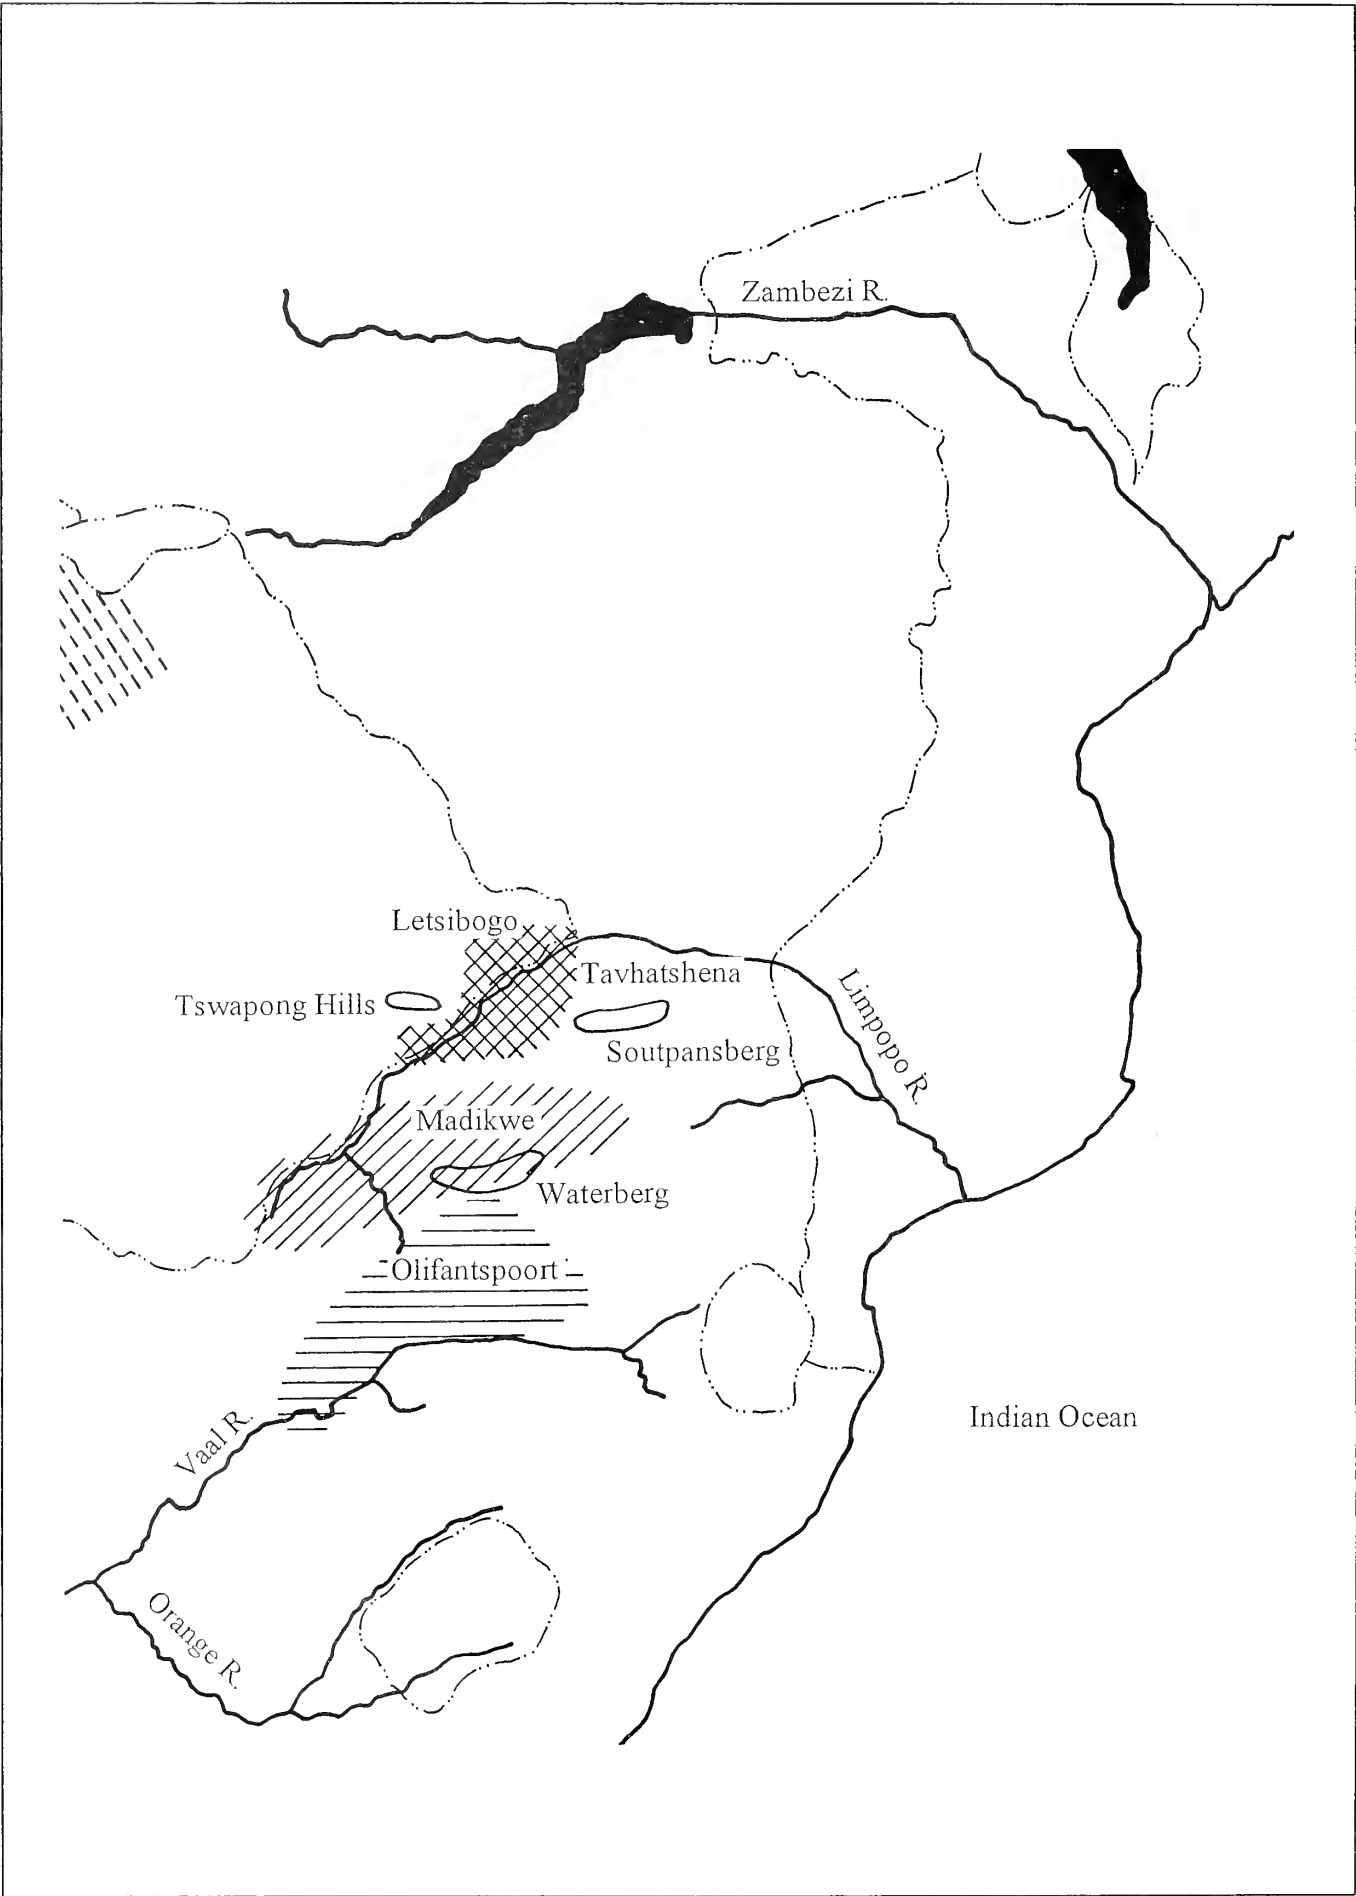 Zambezi R.
Letsibogo
Tavhatshena
Tswapong Hills
Limpopo R.
Soutpansberg
Madikwe
Waterberg
Olifantspoort
Vaal R.
Indian Ocean
Orange R.